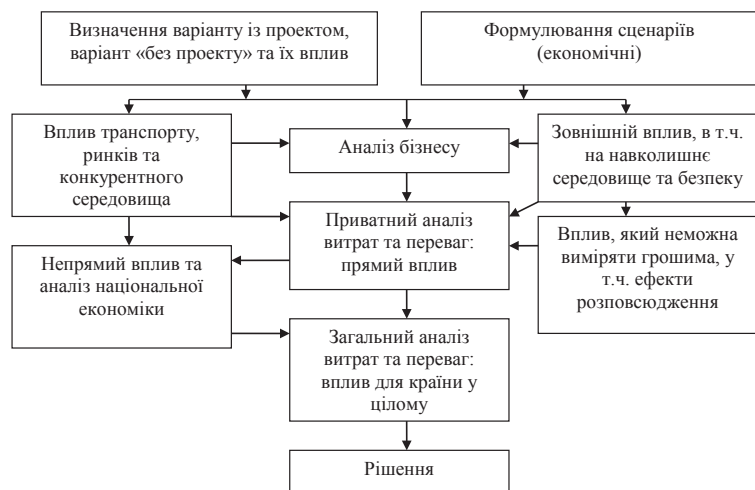 Визначення варіанту із проектом,
варіант «без проекту» та їх вплив
Формулювання сценаріїв
(економічні)
Вплив транспорту,
ринків та
конкурентного
середовища
Аналіз бізнесу
Зовнішній вплив, в т.ч.
на навколишнє
середовище та безпеку
Приватний аналіз
витрат та переваг:
прямий вплив
Непрямий вплив та
аналіз національної
економіки
Вплив, який неможна
виміряти грошима, у
т.ч. ефекти
розповсюдження
Загальний аналіз
витрат та переваг:
вплив для країни у
цілому
Рішення